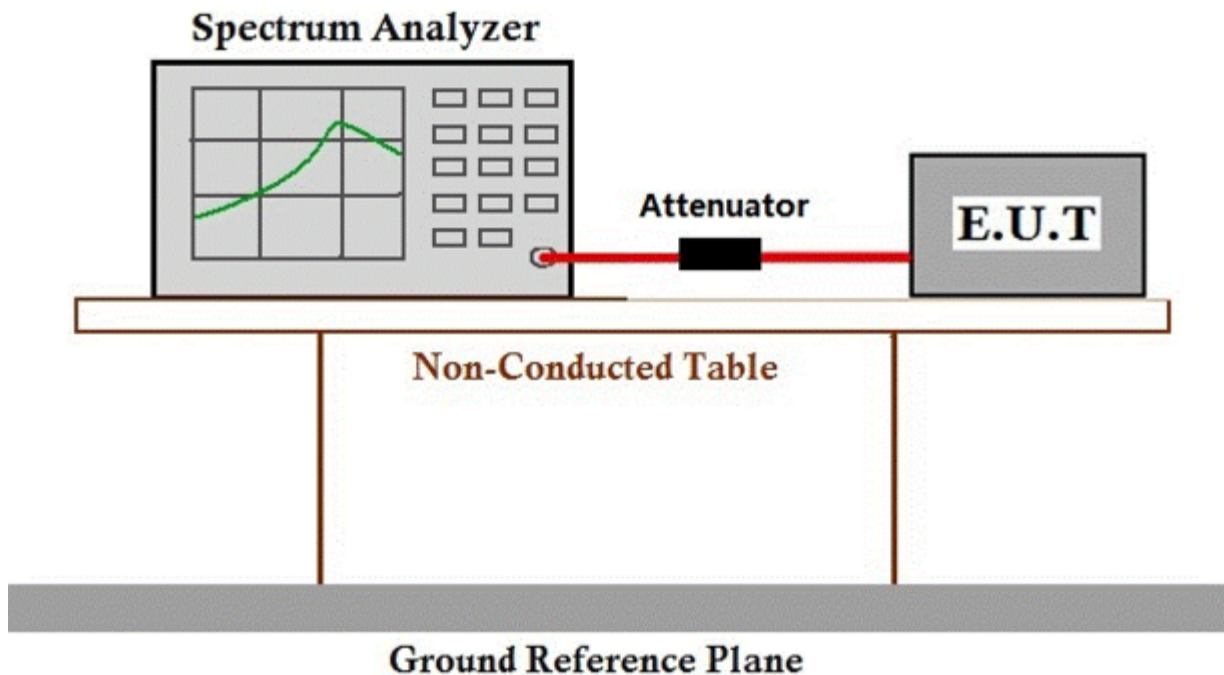 Spectrum Analyzer
Attenuator
E.U.T
Non-Conducted Table
Ground Reference Plane